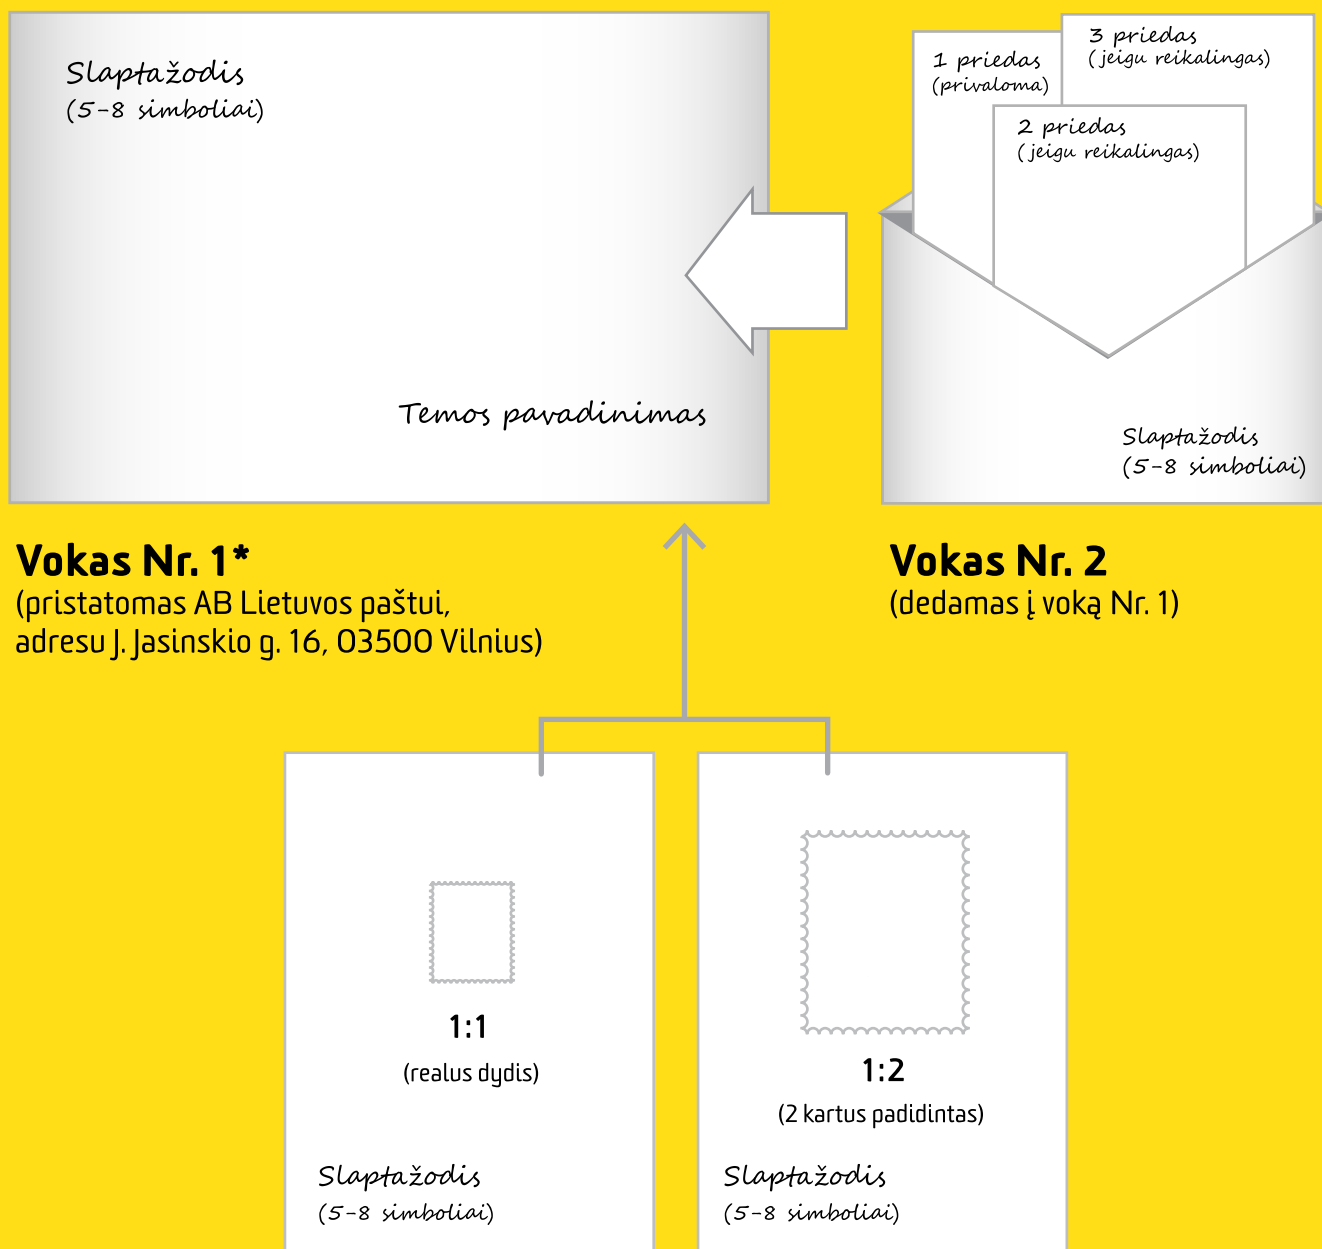 Slaptažodis
(5-8 simboliai)
Temos pavadinimas
1 priedas
(privaloma)
3 priedas
(jeigu reikalingas)
2 priedas
(jeigu reikalingas)
Slaptažodis
(5-8 simboliai)
Vokas Nr. 1*
(pristatomas AB Lietuvos paštui,
adresu J. Jasinskio g. 16, 03500 Vilnius)
Vokas Nr. 2
(dedamas į voką Nr. 1)
1:1
(realus dydis)
Slaptažodis
(5-8 simboliai)
1:2
(2 kartus padidintas)
Slaptažodis
(5-8 simboliai)